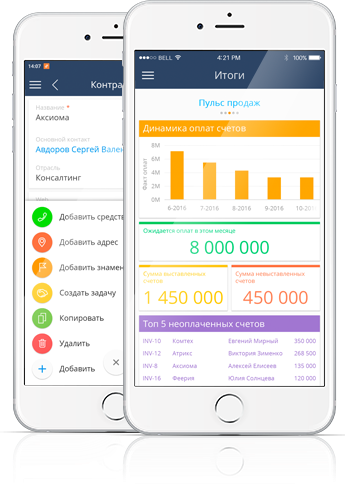 14:07
Контра
Название *
Аксиома
Основной контакт
Авдоров Сергей Вален
Отрасль
Консалтинг
Web
Добавить средство
Добавить адрес
Добавить знамен
Создать задачу
Копировать
Удалить
Добавить
BELL 4:21 PM 100%
Итоги
Пульс продаж
Динамика оплат счетов
Факт оплат
8M
6M
4M
2M
0
6-2016 7-2016 8-2016 9-2016 10-20
Ожидается оплат в этом месяце
8 000 000
Сумма выставленных счетов
1 450 000
Сумма невыставленных счетов
450 000
Топ 5 неоплаченных счетов
INV-10 Комтех Евгений Мирный 350 000
INV-12 Атрикс Виктория Зименко 268 500
INV-8 Аксиома Алексей Елисеев 135 000
INV-16 Феерия Юлия Солнцева 120 000